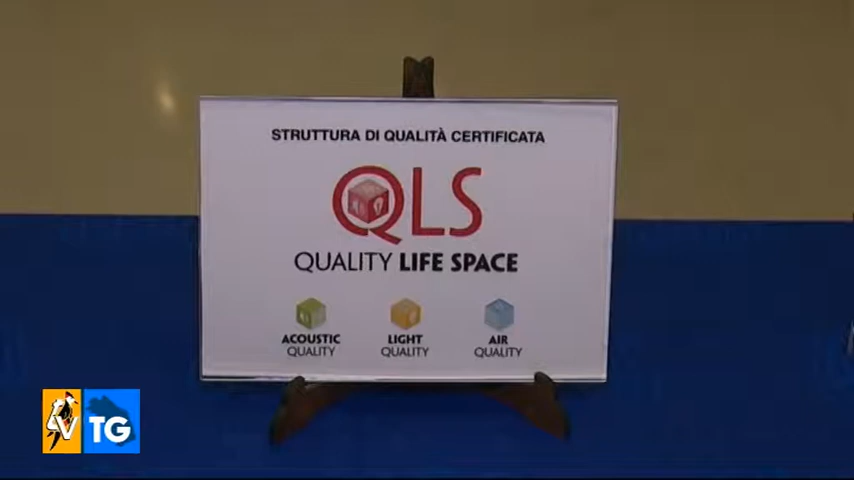 STRUTTURA DI QUALITÀ CERTIFICATA
QLS
QUALITY LIFE SPACE
ACOUSTIC
QUALITY
LIGHT
QUALITY
AIR
QUALITY
V TG